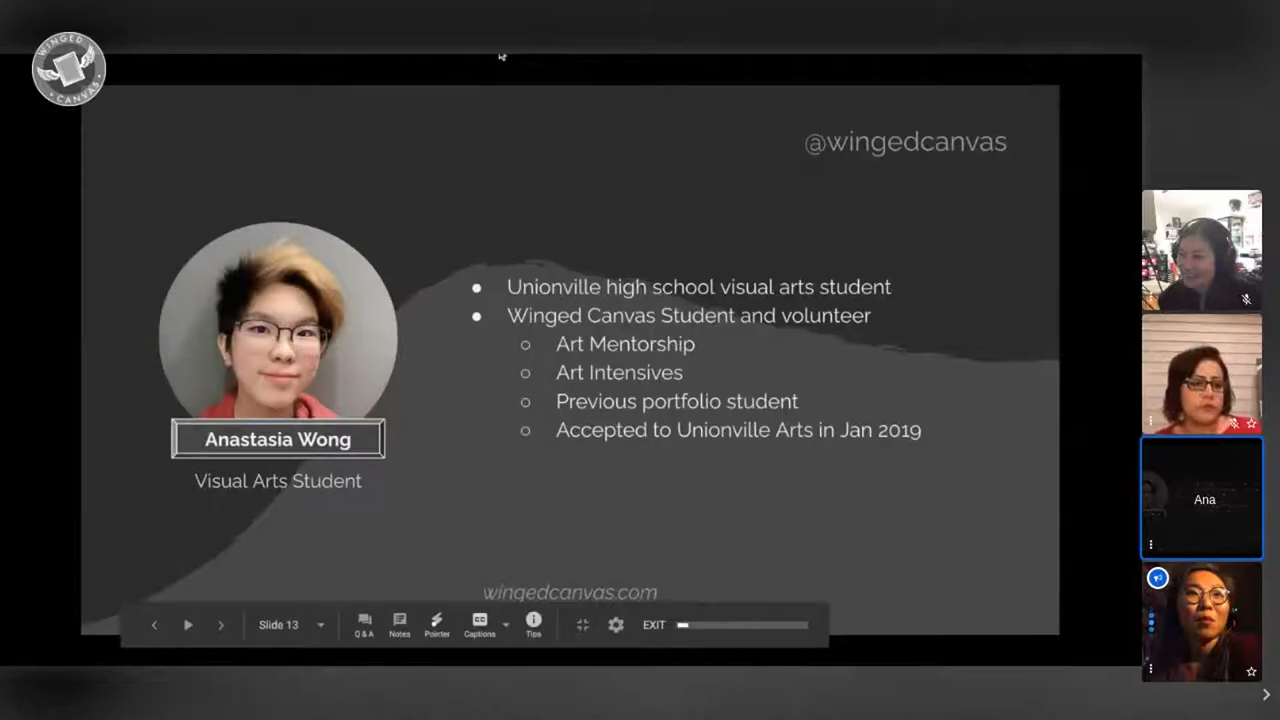 WINGED
CANVAS
@wingedcanvas
Unionville high school visual arts student
Winged Canvas Student and volunteer
Art Mentorship
Art Intensives
Previous portfolio student
Accepted to Unionville Arts in Jan 2019
Anastasia Wong
Visual Arts Student
wingedcanvas.com
Slide 13
Q & A
Notes
Pointer
Captions
Tips
EXIT
Ana